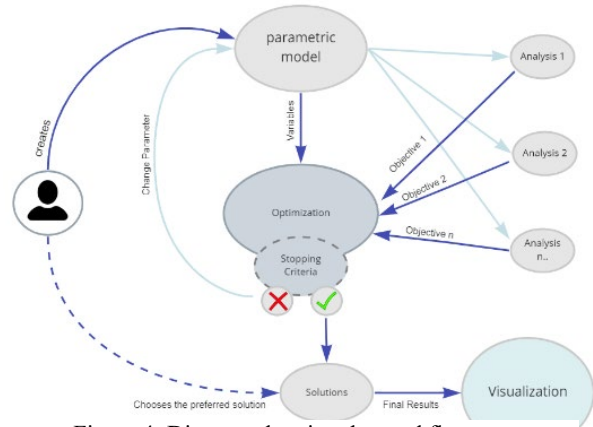 parametric
model
Analysis 1
creates
Change Parameter
Variables
Objective 1
Analysis 2
Objective 2
Optimization
Objective n
Analysis
n..
Stopping
Criteria
Solutions
Visualization
Chooses the preferred solution
Final Results